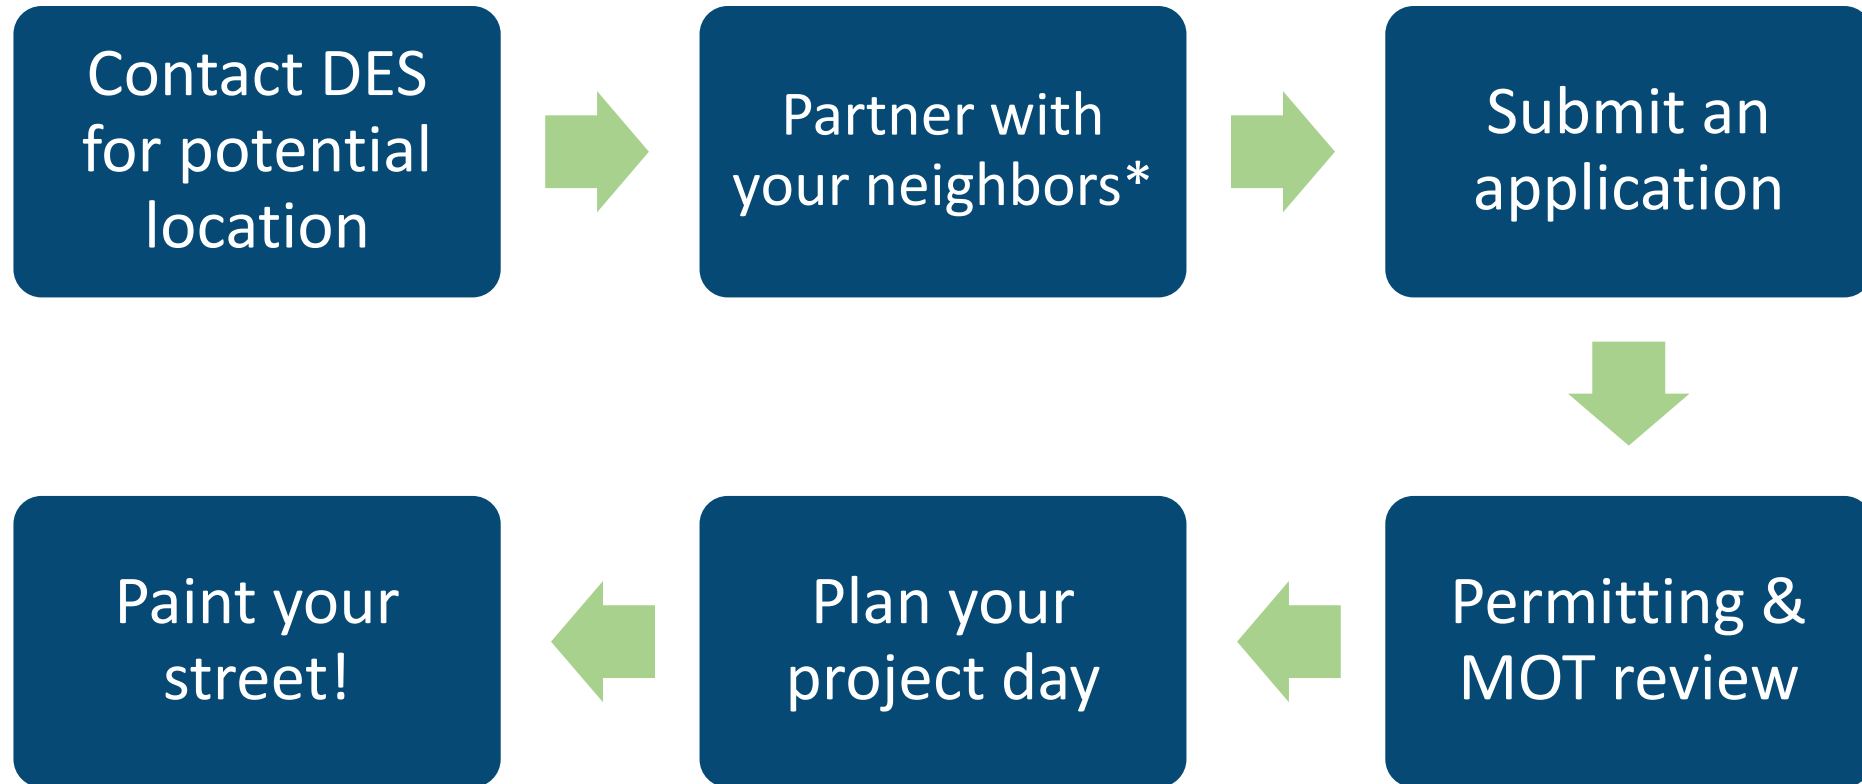 Contact DES
for potential
location
Partner with
your neighbors*
Submit an
application
Permitting &
MOT review
Plan your
project day
Paint your
street!